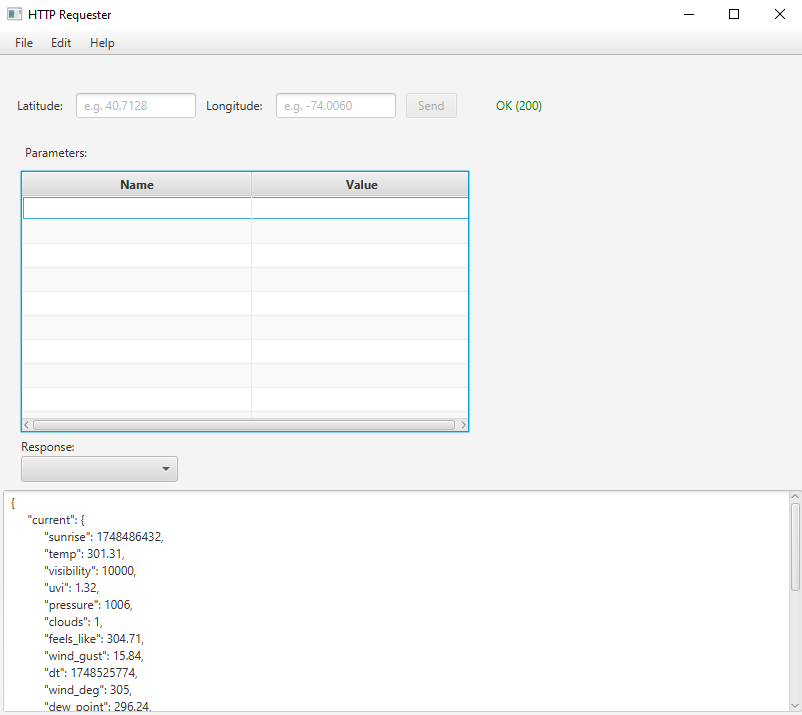 HTTP Requester
File Edit Help
Latitude: e.g. 40.7128 Longitude: e.g. -74.0060 Send OK (200)
Parameters:
Name Value
Response:
{
"current": {
"sunrise": 1748486432,
"temp": 301.31,
"visibility": 10000,
"uvi": 1.32,
"pressure": 1006,
"clouds": 1,
"feels_like": 304.71,
"wind_gust": 15.84,
"dt": 1748525774,
"wind_deg": 305,
"dew_point": 296.24,